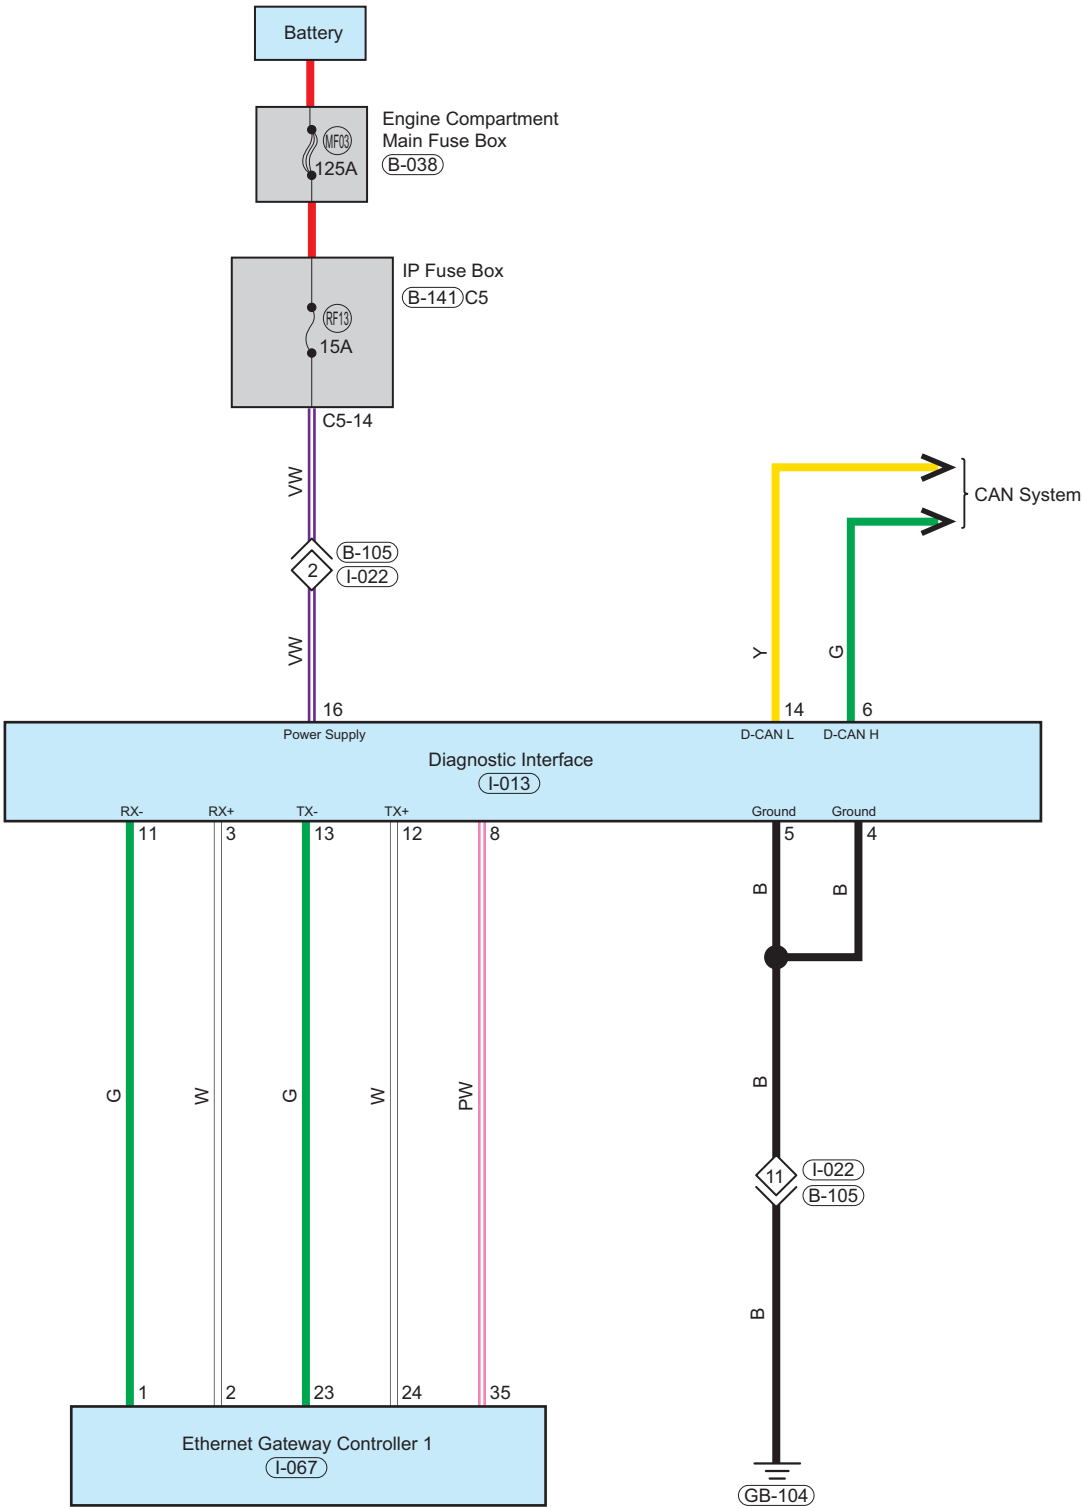 Battery
Engine Compartment
Main Fuse Box
B-038
MF03
125A
IP Fuse Box
B-141 C5
RF13
15A
C5-14
VW
CAN System
B-105
2
I-022
VW
Y
G
16
14
6
Power Supply
D-CAN L
D-CAN H
Diagnostic Interface
I-013
RX-
RX+
TX-
TX+
Ground
Ground
11
3
13
12
8
5
4
B
B
G
W
G
W
PW
B
11
I-022
B-105
B
1
2
23
24
35
Ethernet Gateway Controller 1
I-067
GB-104